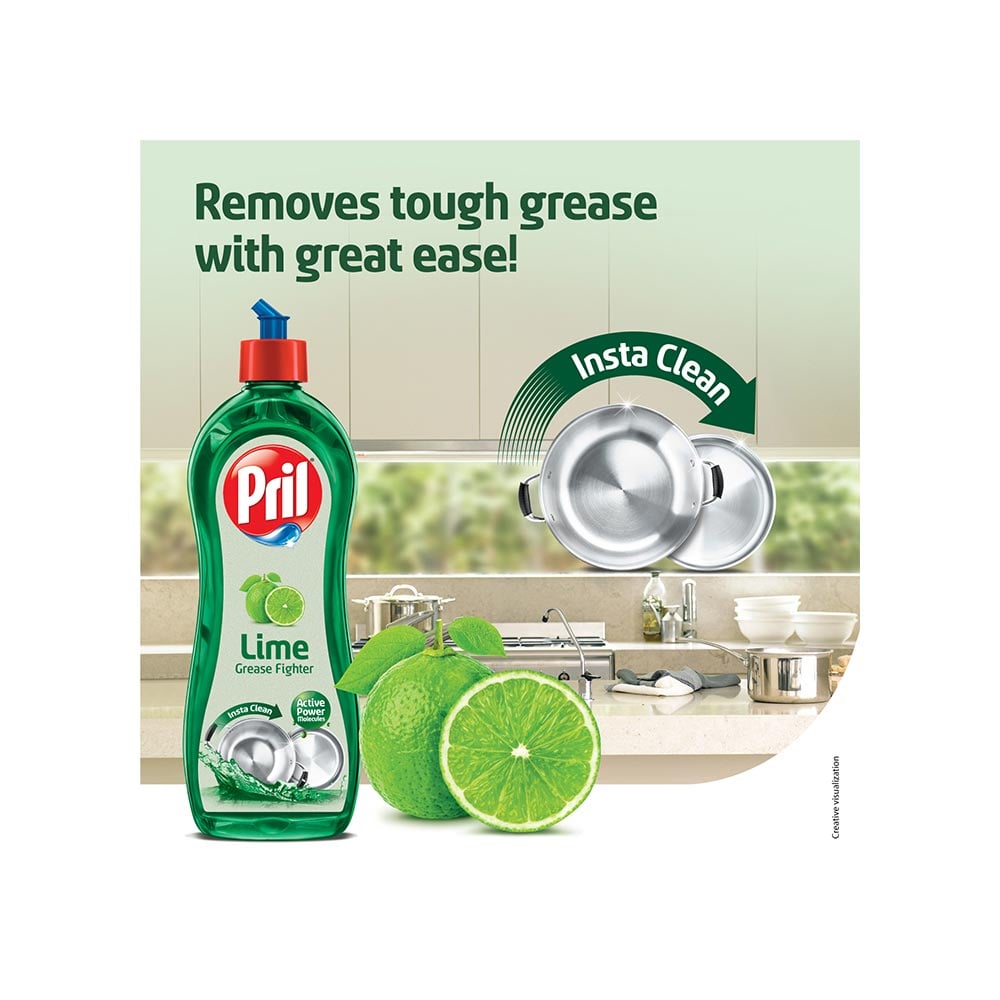 Removes tough grease
with great ease!
Insta Clean
Pril
Lime
Grease Fighter
Insta Clean
Active
Power
Molecules
Creative visualization